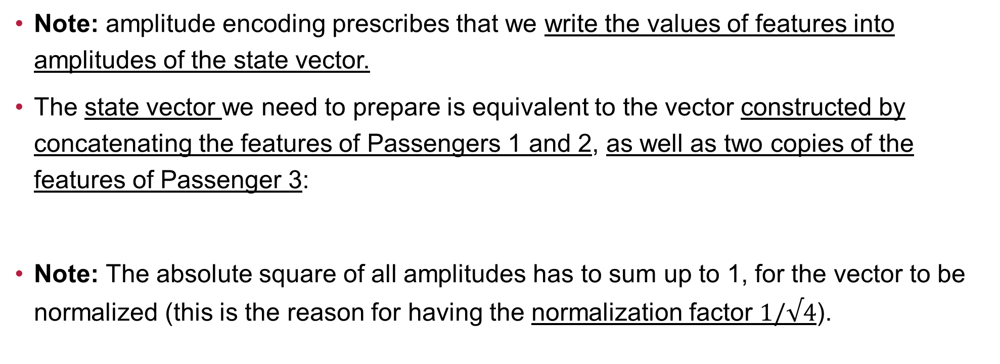 • Note: amplitude encoding prescribes that we write the values of features into
amplitudes of the state vector.
• The state vector we need to prepare is equivalent to the vector constructed by
concatenating the features of Passengers 1 and 2, as well as two copies of the
features of Passenger 3:
• Note: The absolute square of all amplitudes has to sum up to 1, for the vector to be
normalized (this is the reason for having the normalization factor 1/√4).